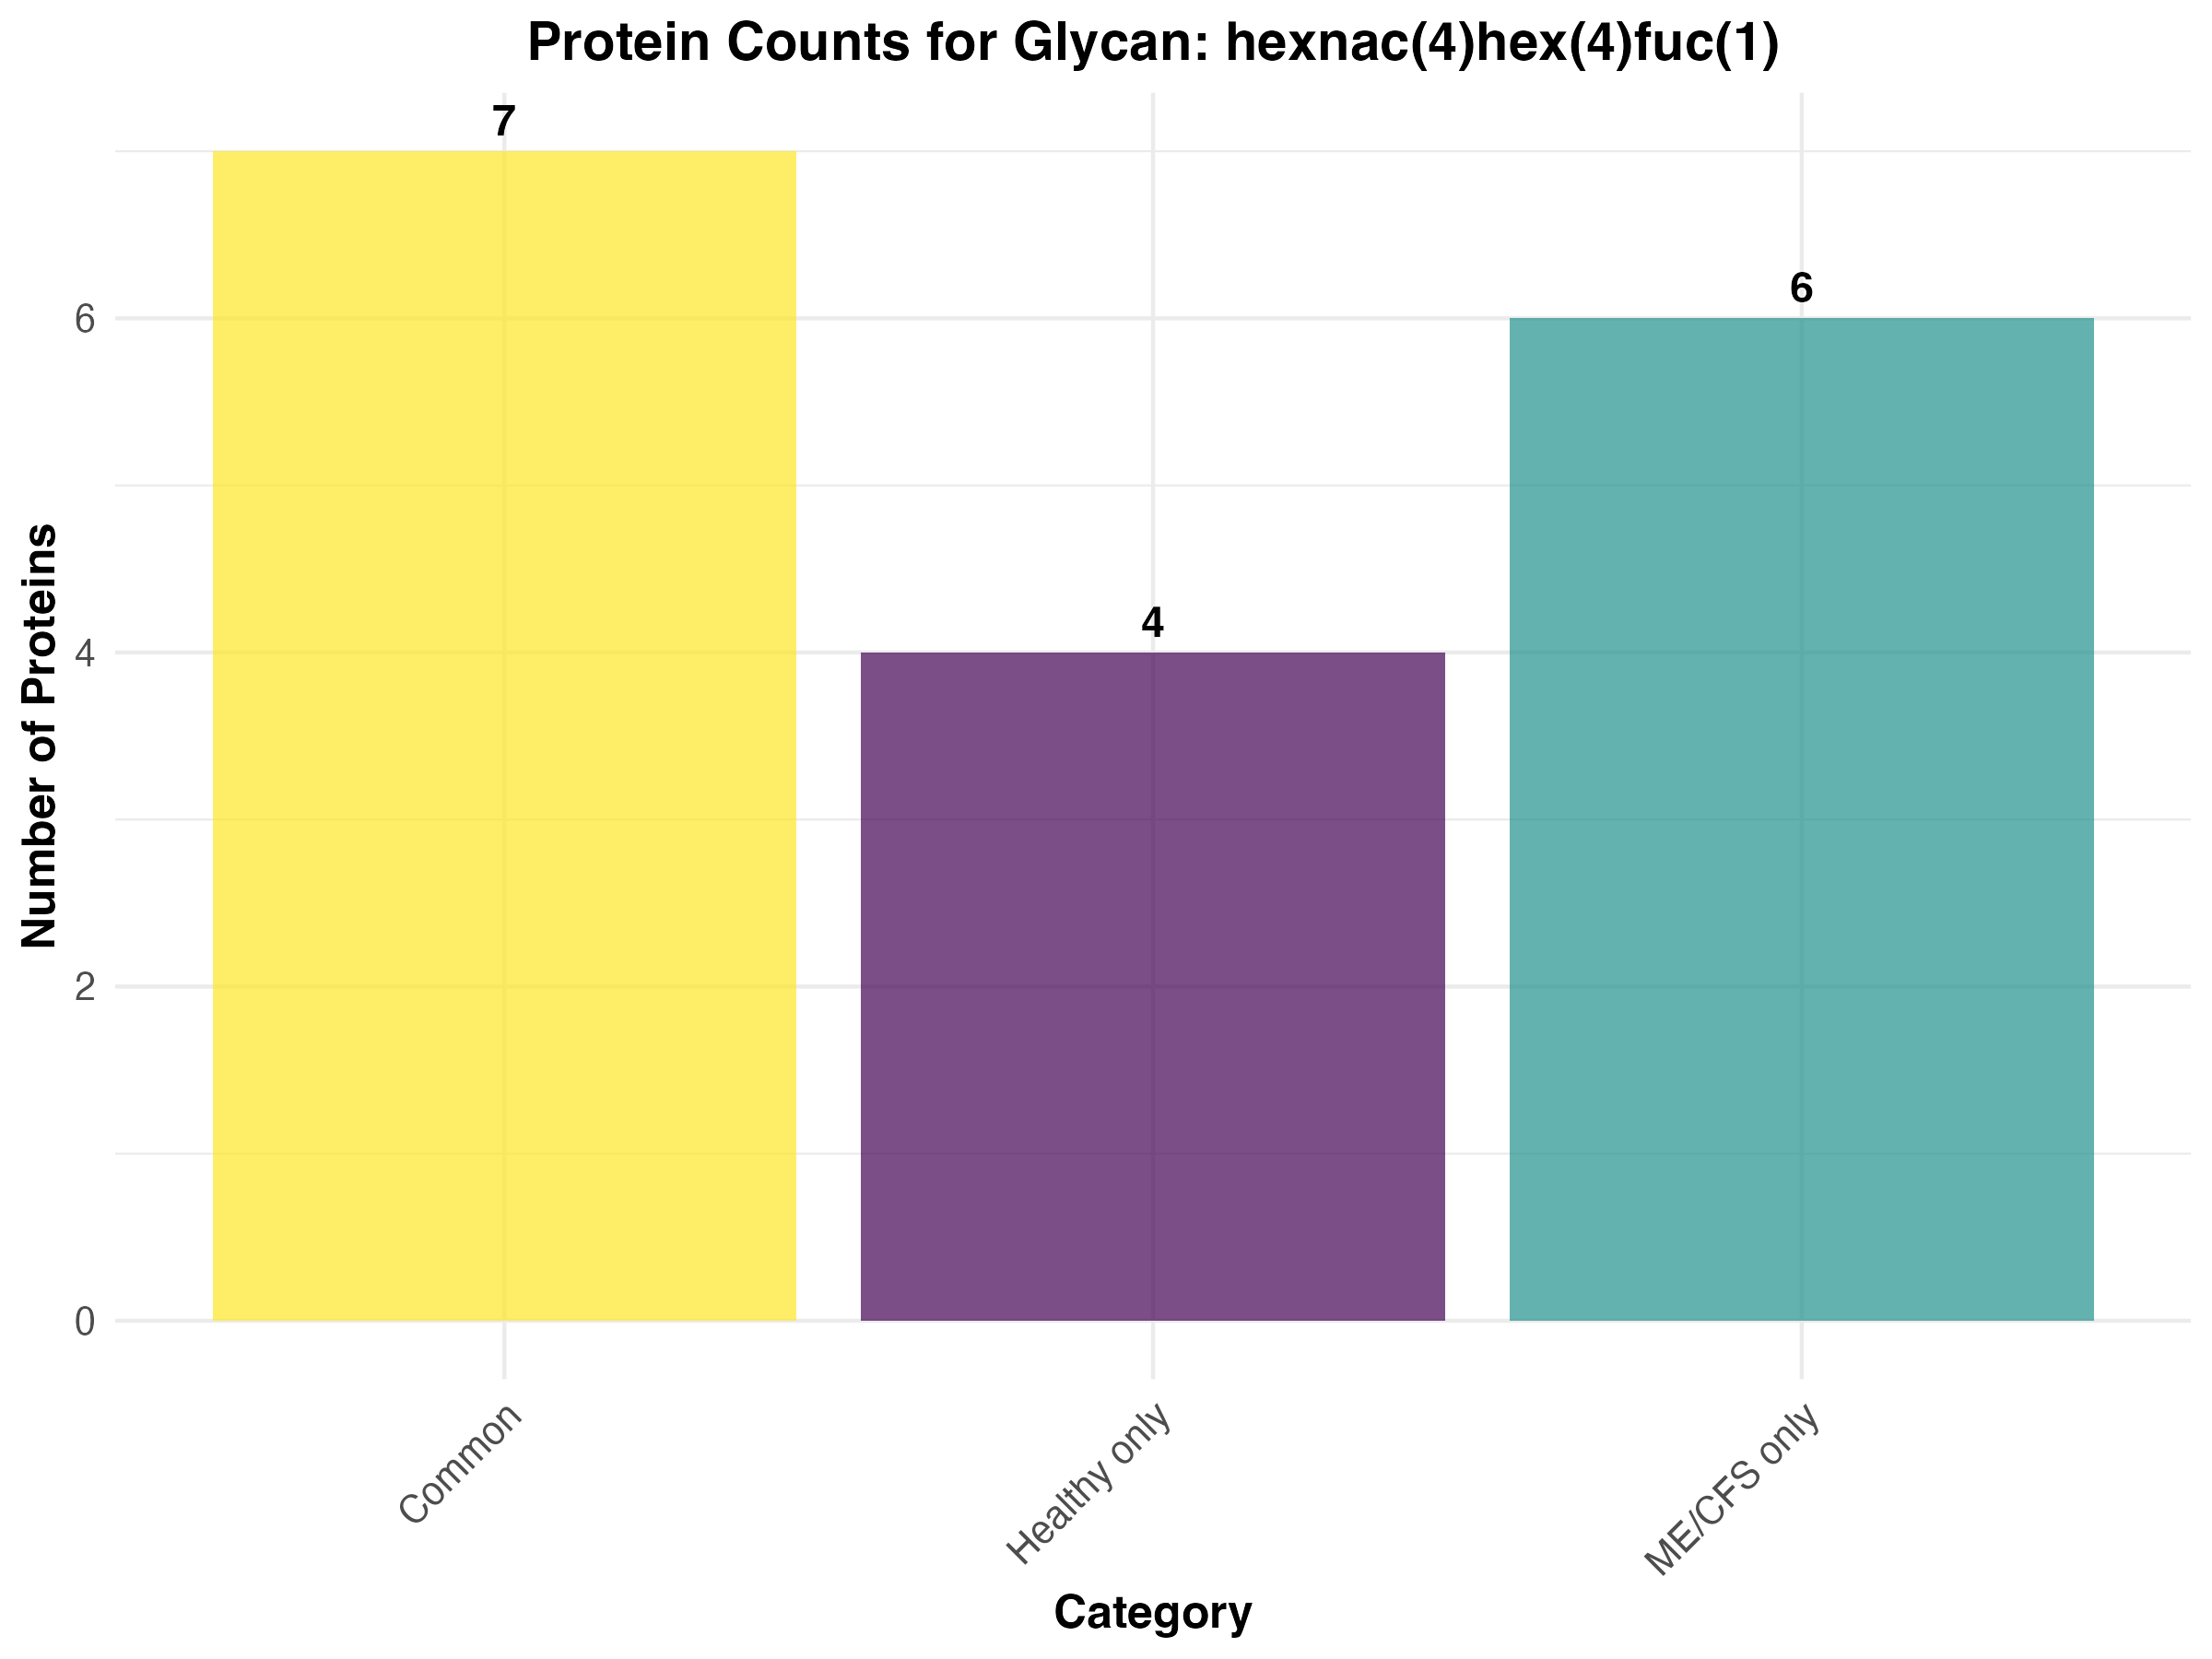 Protein Counts for Glycan: hexnac(4)hex(4)fuc(1)
7
6
4
6
4
2
0
Number of Proteins
Common
Healthy only
ME/CFS only
Category